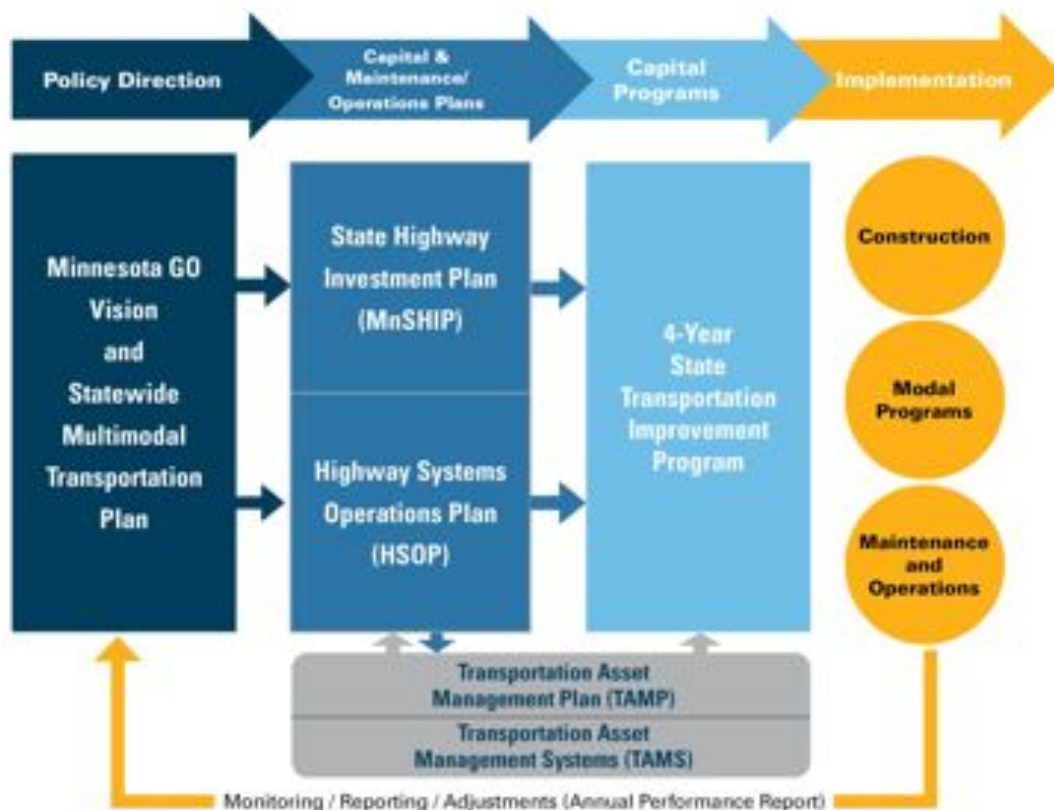 Policy Direction
Capital &
Maintenance/
Operations Plans
Capital
Programs
Implementation
Minnesota GO
Vision
and
Statewide
Multimodal
Transportation
Plan
State Highway
Investment Plan
(MnSHIP)
Highway Systems
Operations Plan
(HSOP)
4-Year
State
Transportation
Improvement
Program
Construction
Modal
Programs
Maintenance
and
Operations
Transportation Asset
Management Plan (TAMP)
Transportation Asset
Management Systems (TAMS)
Monitoring / Reporting / Adjustments (Annual Performance Report)